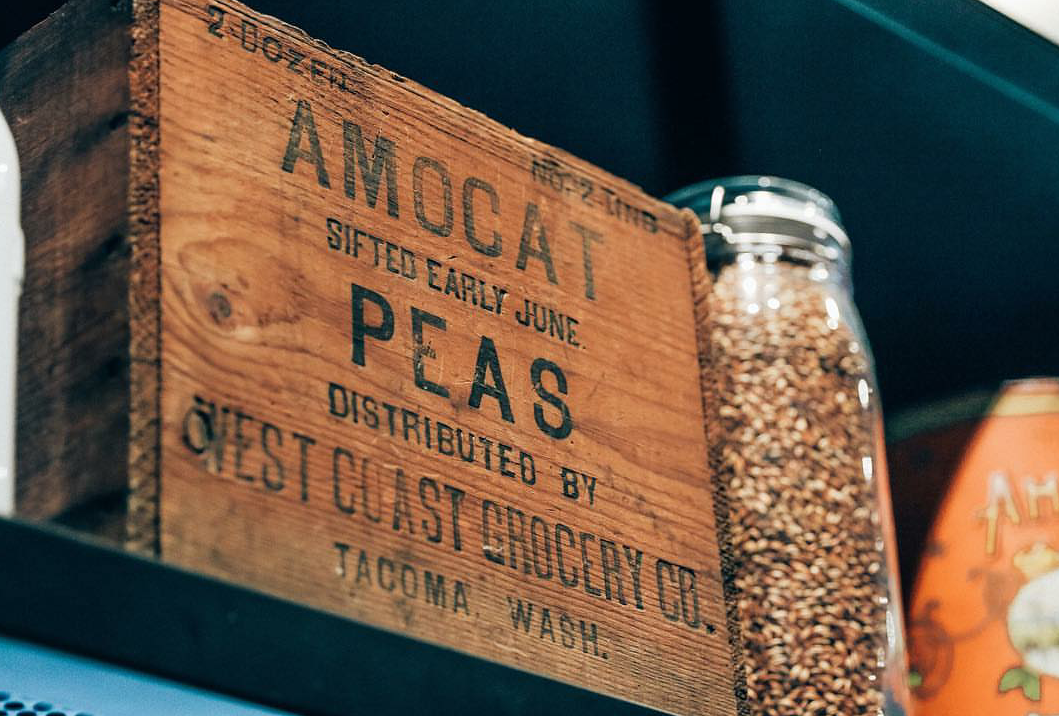 2-DOZEN
NO-2-TINS
AMOCAT
SIFTED EARLY JUNE.
PEAS
DISTRIBUTED BY
WEST COAST GROCERY CO.
TACOMA, WASH.